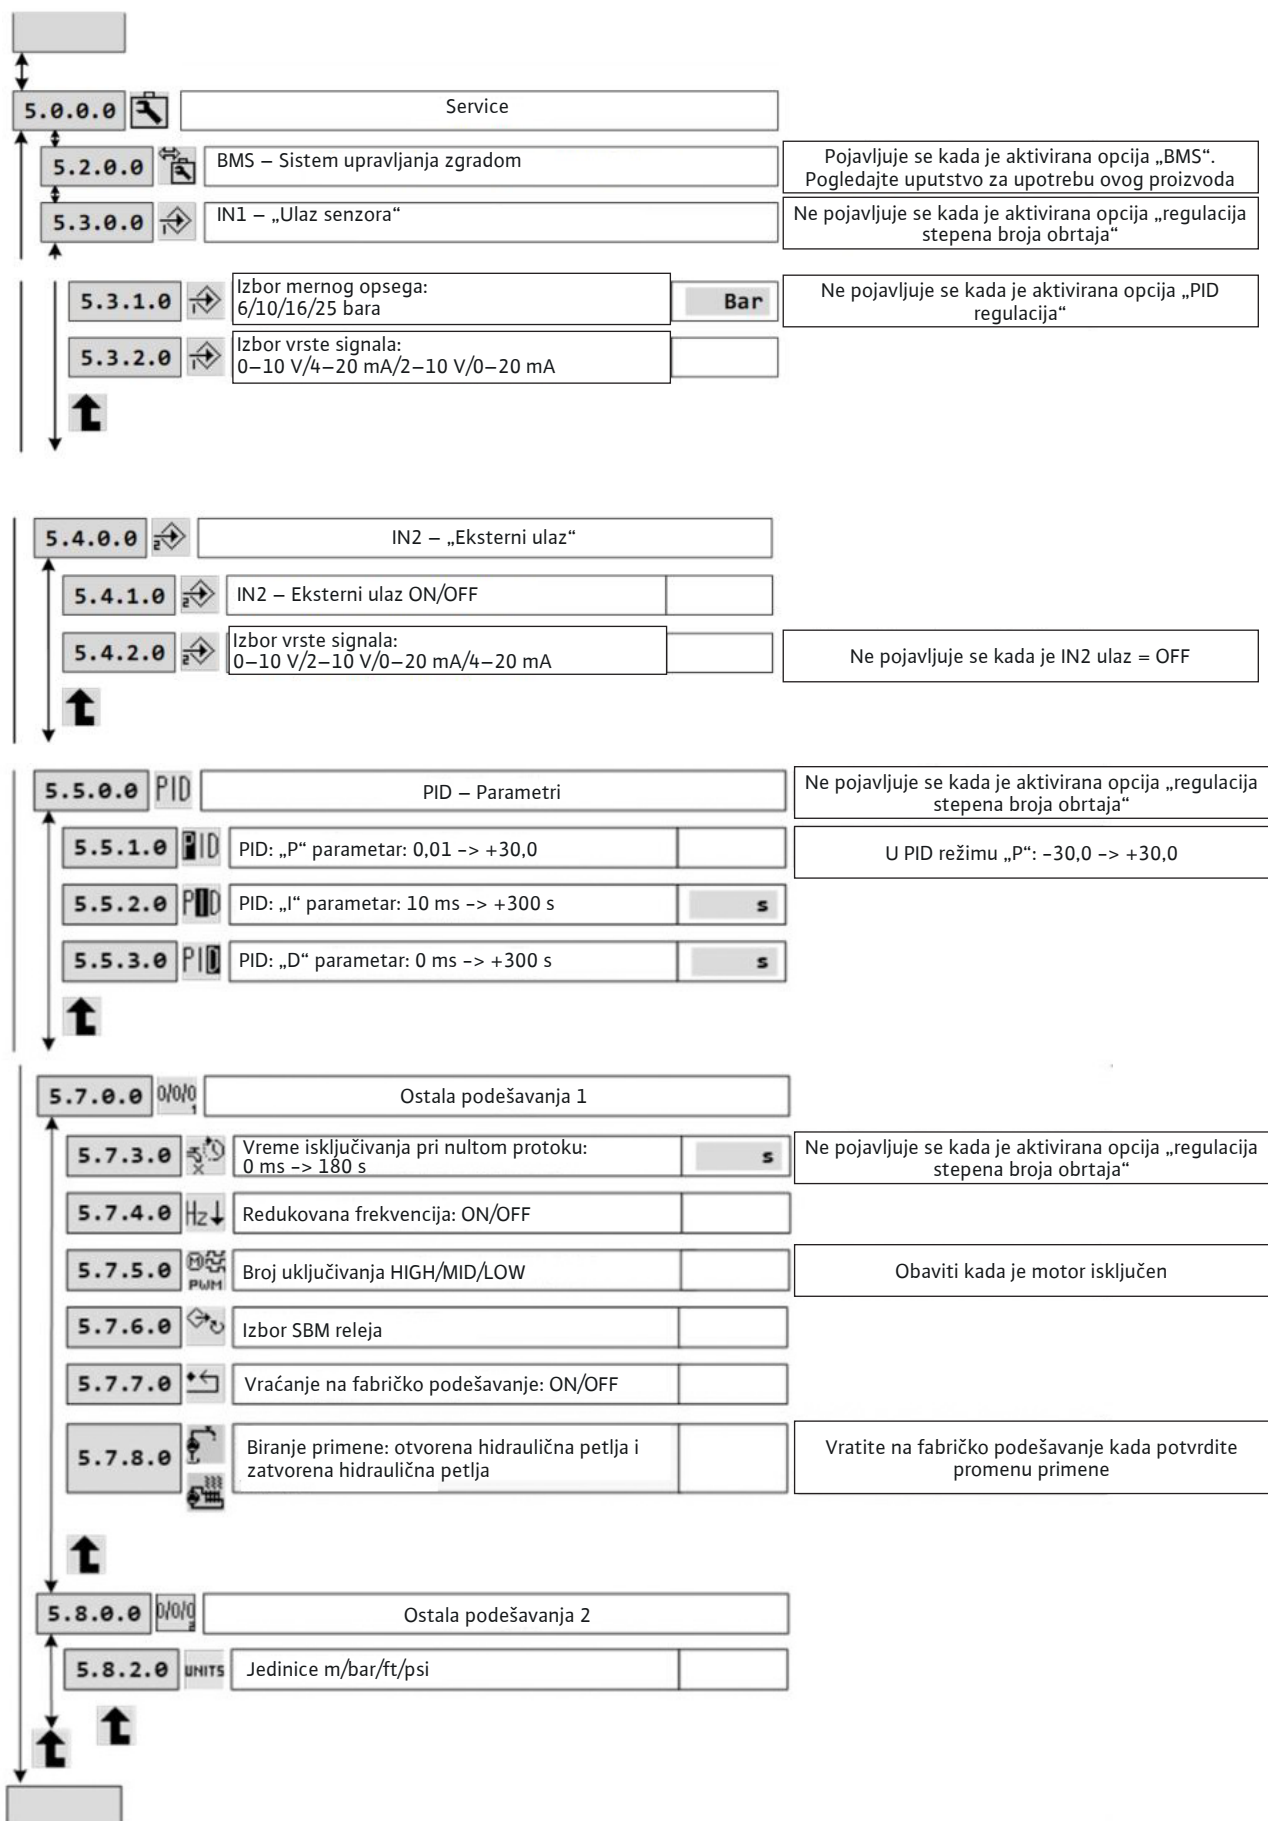 5.0.0.0 Service
5.2.0.0 BMS – Sistem upravljanja zgradom
Pojavljuje se kada je aktivirana opcija „BMS“.
Pogledajte uputstvo za upotrebu ovog proizvoda
5.3.0.0 IN1 – „Ulaz senzora“
Ne pojavljuje se kada je aktivirana opcija „regulacija
stepena broja obrtaja“
5.3.1.0 Izbor mernog opsega:
6/10/16/25 bara
Bar
Ne pojavljuje se kada je aktivirana opcija „PID
regulacija“
5.3.2.0 Izbor vrste signala:
0–10 V/4–20 mA/2–10 V/0–20 mA
5.4.0.0 IN2 – „Eksterni ulaz“
5.4.1.0 IN2 – Eksterni ulaz ON/OFF
5.4.2.0 Izbor vrste signala:
0–10 V/2–10 V/0–20 mA/4–20 mA
Ne pojavljuje se kada je IN2 ulaz = OFF
5.5.0.0 PID PID – Parametri
Ne pojavljuje se kada je aktivirana opcija „regulacija
stepena broja obrtaja“
5.5.1.0 PID PID: „P“ parametar: 0,01 -> +30,0
U PID režimu „P“: -30,0 -> +30,0
5.5.2.0 PID PID: „I“ parametar: 10 ms -> +300 s s
5.5.3.0 PID PID: „D“ parametar: 0 ms -> +300 s s
5.7.0.0 0/0/0 1 Ostala podešavanja 1
5.7.3.0 Vreme isključivanja pri nultom protoku:
0 ms -> 180 s
s
Ne pojavljuje se kada je aktivirana opcija „regulacija
stepena broja obrtaja“
5.7.4.0 Hz Redukovana frekvencija: ON/OFF
5.7.5.0 M PWM Broj uključivanja HIGH/MID/LOW
Obaviti kada je motor isključen
5.7.6.0 Izbor SBM releja
5.7.7.0 Vraćanje na fabričko podešavanje: ON/OFF
5.7.8.0 Biranje primene: otvorena hidraulična petlja i
zatvorena hidraulična petlja
Vratite na fabričko podešavanje kada potvrdite
promenu primene
5.8.0.0 0/0/0 2 Ostala podešavanja 2
5.8.2.0 UNITS Jedinice m/bar/ft/psi